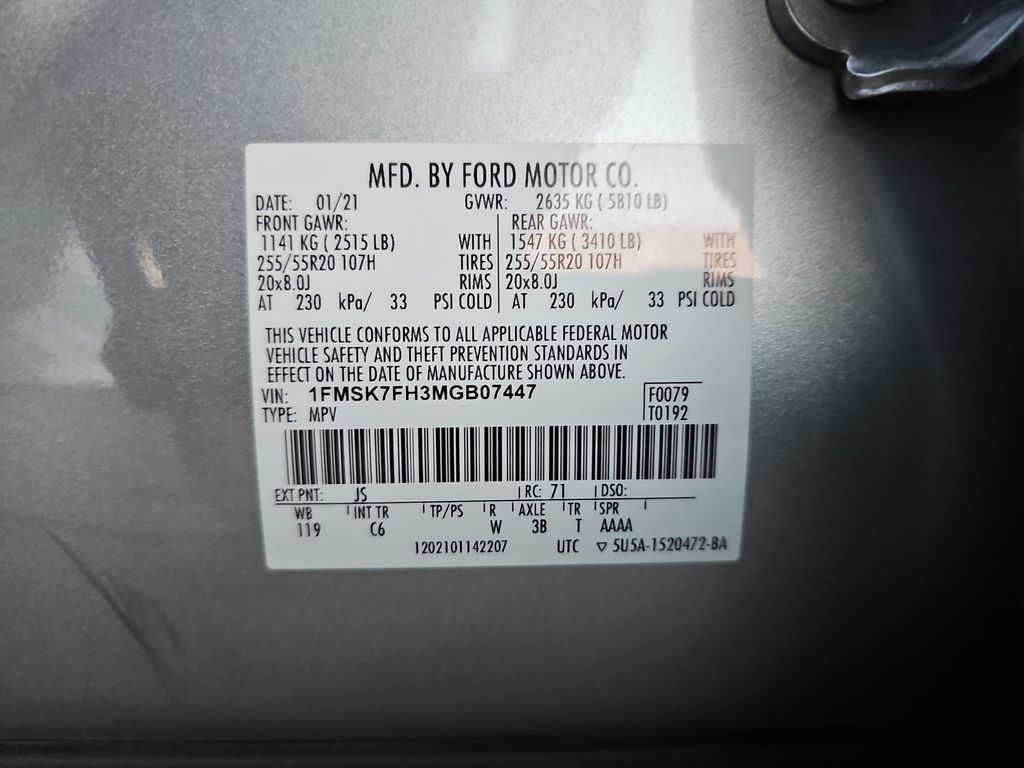 MFD. BY FORD MOTOR CO.
DATE: 01/21 GVWR: 2635 KG ( 5810 LB)
FRONT GAWR: REAR GAWR:
1141 KG ( 2515 LB) WITH 1547 KG ( 3410 LB) WITH
255/55R20 107H TIRES 255/55R20 107H TIRES
20x8.0J RIMS 20x8.0J RIMS
AT 230 kPa/ 33 PSI COLD AT 230 kPa/ 33 PSI COLD
THIS VEHICLE CONFORMS TO ALL APPLICABLE FEDERAL MOTOR
VEHICLE SAFETY AND THEFT PREVENTION STANDARDS IN
EFFECT ON THE DATE OF MANUFACTURE SHOWN ABOVE.
VIN: 1FMSK7FH3MGB07447 F0079
TYPE: MPV T0192
EXT PNT: JS RC: 71 DSO:
WB INT TR TP/PS R AXLE TR SPR
119 C6 W 3B T AAAA
1202101142207 UTC ▽ 5U5A-1520472-BA